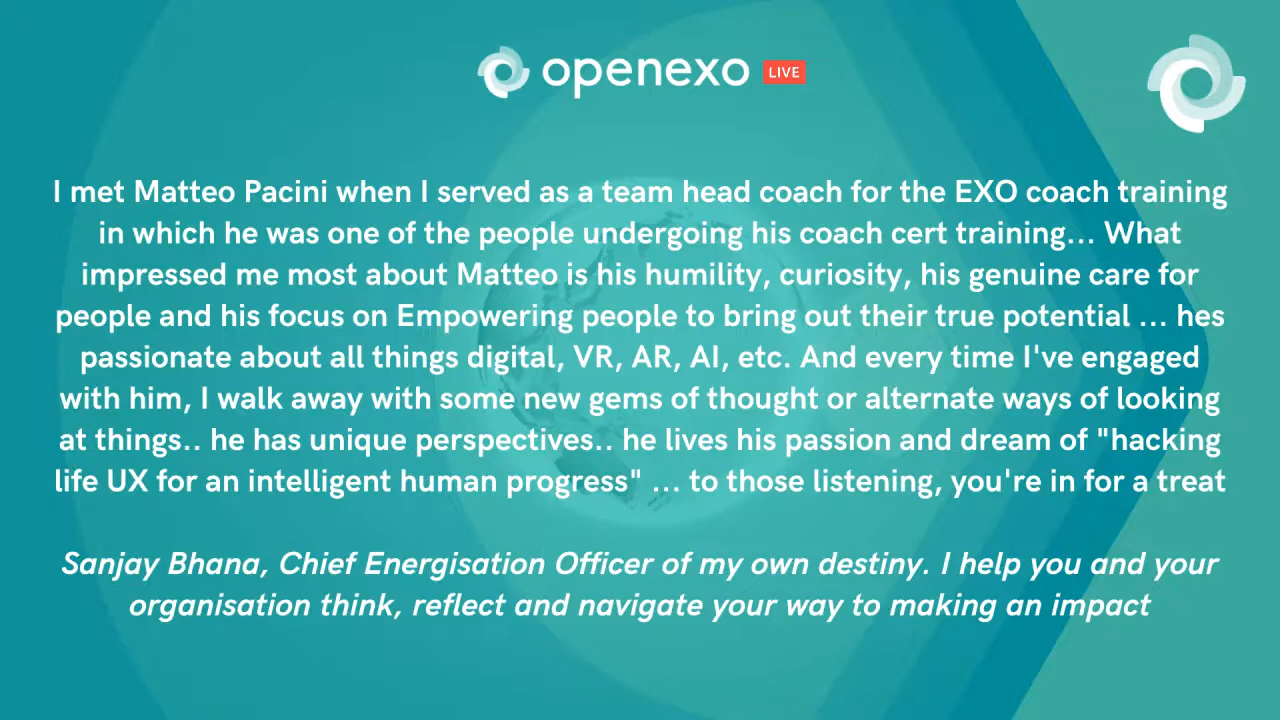 openexo LIVE
I met Matteo Pacini when I served as a team head coach for the EXO coach training
in which he was one of the people undergoing his coach cert training... What
impressed me most about Matteo is his humility, curiosity, his genuine care for
people and his focus on Empowering people to bring out their true potential ... hes
passionate about all things digital, VR, AR, AI, etc. And every time I've engaged
with him, I walk away with some new gems of thought or alternate ways of looking
at things.. he has unique perspectives.. he lives his passion and dream of "hacking
life UX for an intelligent human progress" ... to those listening, you're in for a treat
Sanjay Bhana, Chief Energisation Officer of my own destiny. I help you and your
organisation think, reflect and navigate your way to making an impact